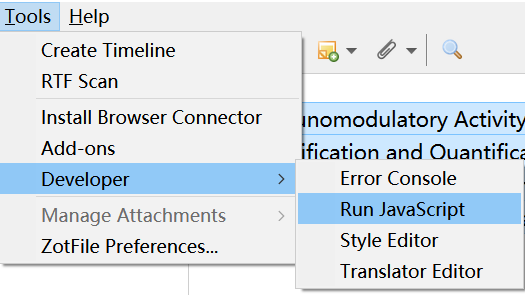 Tools Help
Create Timeline
RTF Scan
Install Browser Connector
Add-ons
Developer
Manage Attachments
ZotFile Preferences...
unomodulatory Activity
ification and Quantifica
Error Console
Run JavaScript
Style Editor
Translator Editor